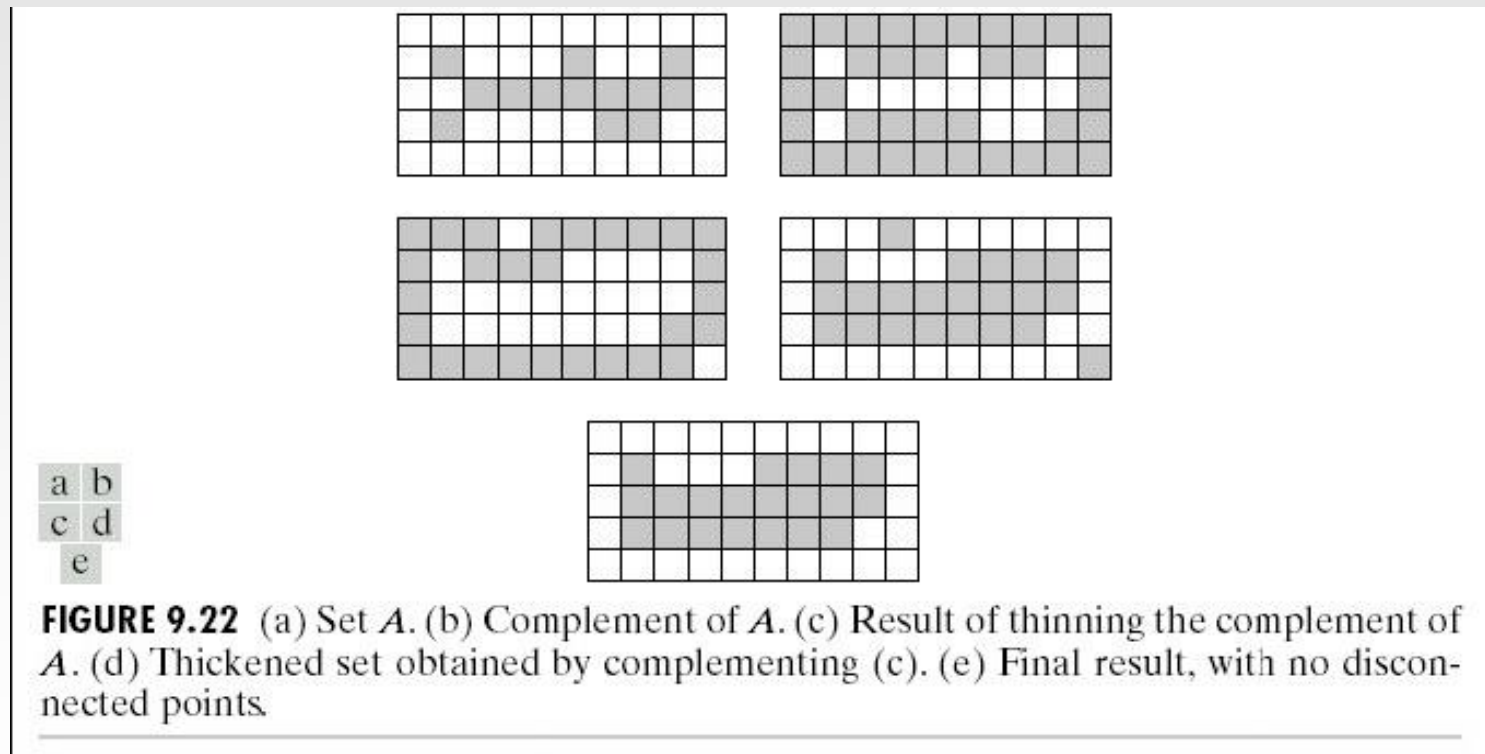 a b
c d
e
FIGURE 9.22 (a) Set A. (b) Complement of A. (c) Result of thinning the complement of
A. (d) Thickened set obtained by complementing (c). (e) Final result, with no discon-
nected points.